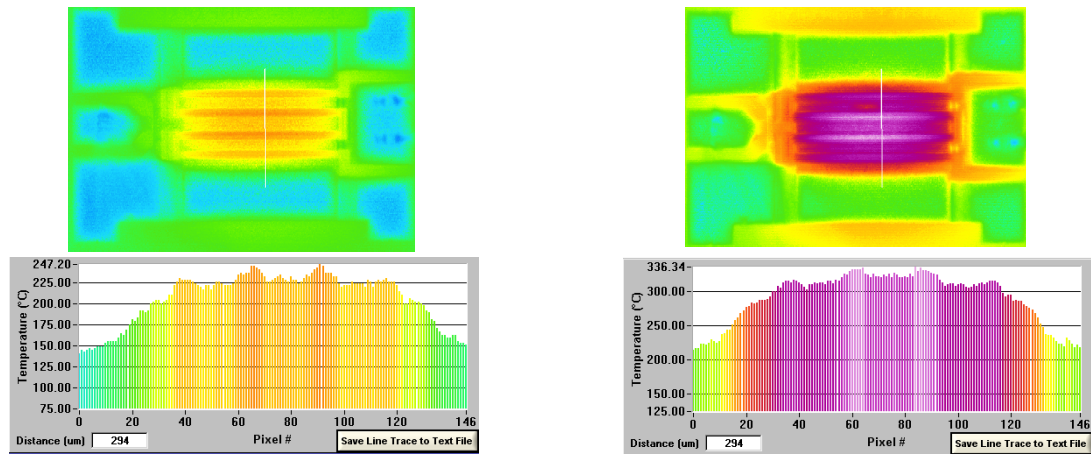 247.20
225.00
200.00
175.00
150.00
125.00
100.00
75.00
Temperature (°C)
0 20 40 60 80 100 120 146
Distance (um) 294 Pixel # Save Line Trace to Text File
336.34
300.00
250.00
200.00
150.00
125.00
Temperature (°C)
0 20 40 60 80 100 120 146
Distance (um) 294 Pixel # Save Line Trace to Text File